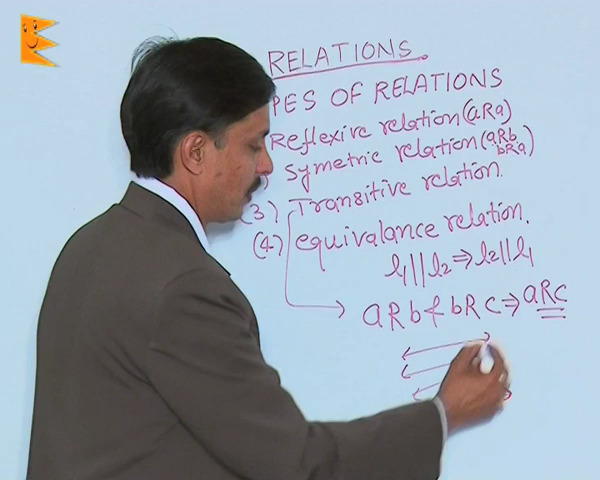 RELATIONS
PES OF RELATIONS
Reflexive relation (aRa)
) Symetric relation (aRb bRa)
(3) Transitive relation.
(4) equivalance relation.
l₁ || l₂ ⇒ l₂ || l₁
aRb & bRc ⇒ aRc